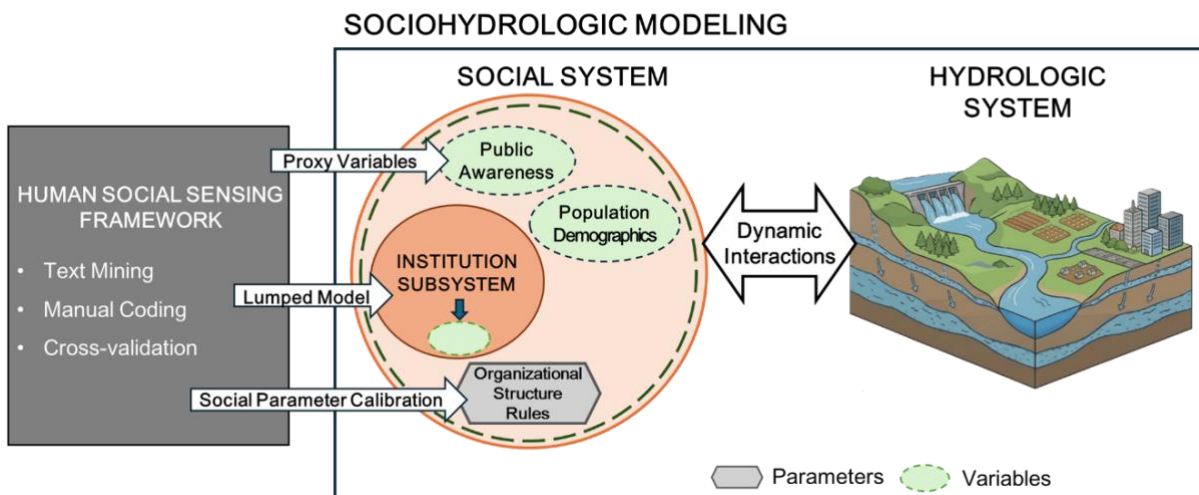 SOCIOHYDROLOGIC MODELING
SOCIAL SYSTEM
HYDROLOGIC
SYSTEM
HUMAN SOCIAL SENSING
FRAMEWORK
• Text Mining
• Manual Coding
• Cross-validation
Proxy Variables
Lumped Model
Social Parameter Calibration
Public
Awareness
Population
Demographics
INSTITUTION
SUBSYSTEM
Organizational
Structure
Rules
Dynamic
Interactions
Parameters
Variables